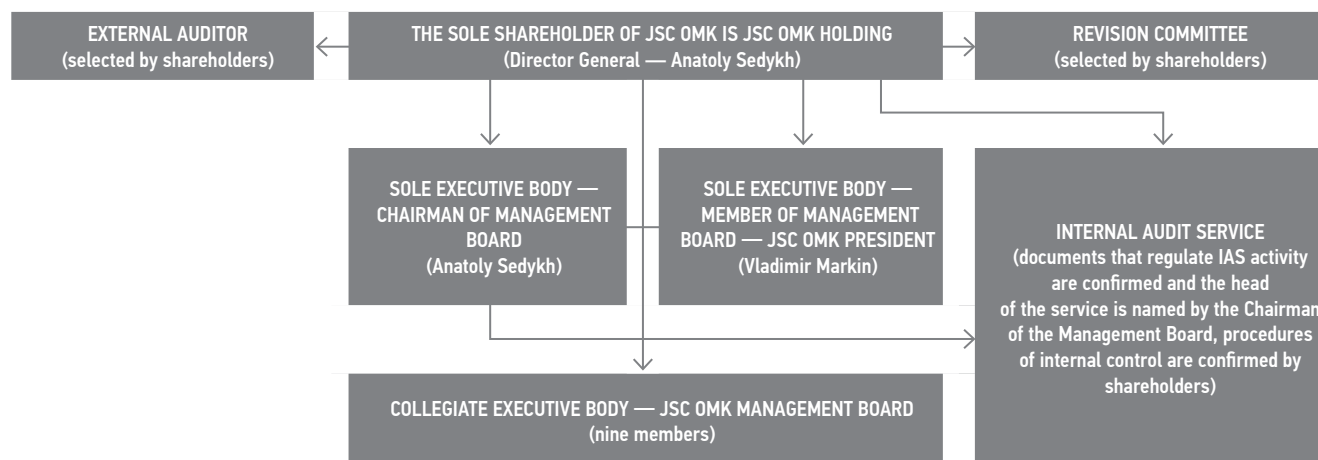 EXTERNAL AUDITOR
(selected by shareholders)
THE SOLE SHAREHOLDER OF JSC OMK IS JSC OMK HOLDING
(Director General — Anatoly Sedykh)
REVISION COMMITTEE
(selected by shareholders)
SOLE EXECUTIVE BODY —
CHAIRMAN OF MANAGEMENT
BOARD
(Anatoly Sedykh)
SOLE EXECUTIVE BODY —
MEMBER OF MANAGEMENT
BOARD — JSC OMK PRESIDENT
(Vladimir Markin)
INTERNAL AUDIT SERVICE
(documents that regulate IAS activity
are confirmed and the head
of the service is named by the Chairman
of the Management Board, procedures
of internal control are confirmed by
shareholders)
COLLEGIATE EXECUTIVE BODY — JSC OMK MANAGEMENT BOARD
(nine members)